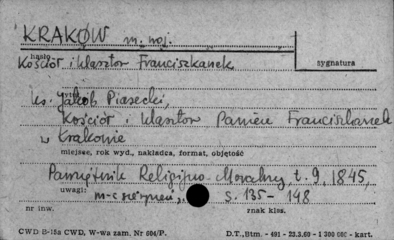 KRAKÓW m. woj.
hasło
Kościół i klasztor Franciszkanek
sygnatura
ks. Jakób Piasecki,
Kościół i klasztor Panien Franciszkanek
w Krakowie
miejsce, rok wyd., nakładca, format, objętość
Pamiętnik Religijno-Moralny t. 9, 1845,
uwagi:
m-c sierpień, s. 135-148
nr inw.
znak klas.
CWD B-15a CWD, W-wa zam. Nr 604/P.
D.T., Btm. - 491 - 23.3.60 - 1 200 000 - kart.